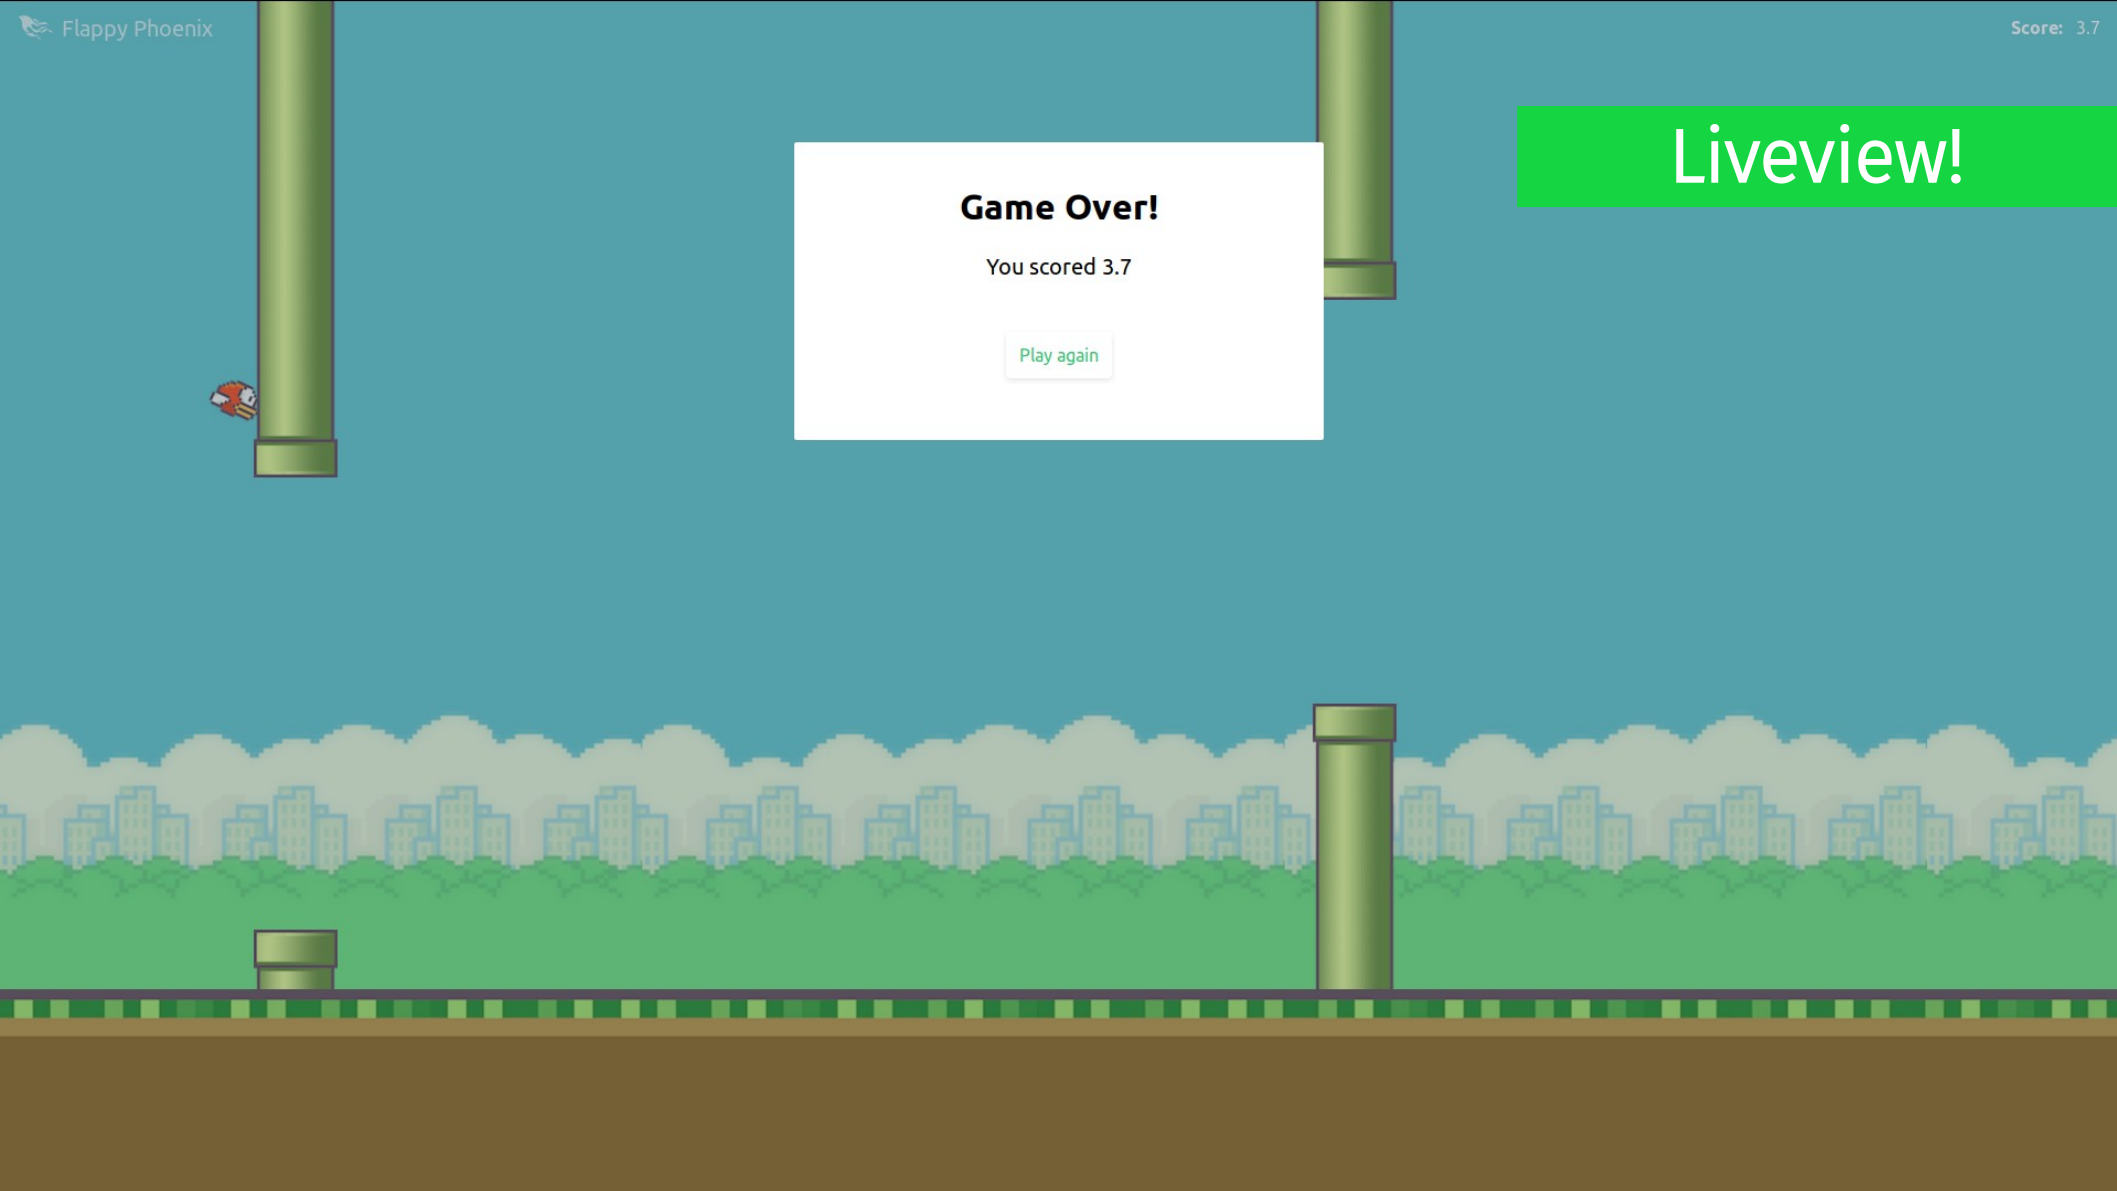 Flappy Phoenix
Score: 3.7
Liveview!
Game Over!
You scored 3.7
Play again